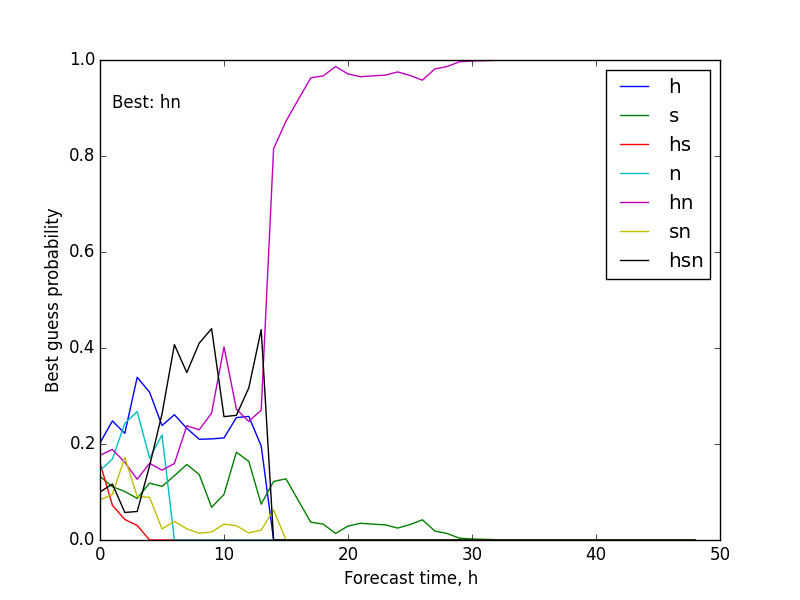 1.0
0.8
0.6
0.4
0.2
0.0
Best guess probability
Best: hn
h
s
hs
n
hn
sn
hsn
0 10 20 30 40 50
Forecast time, h